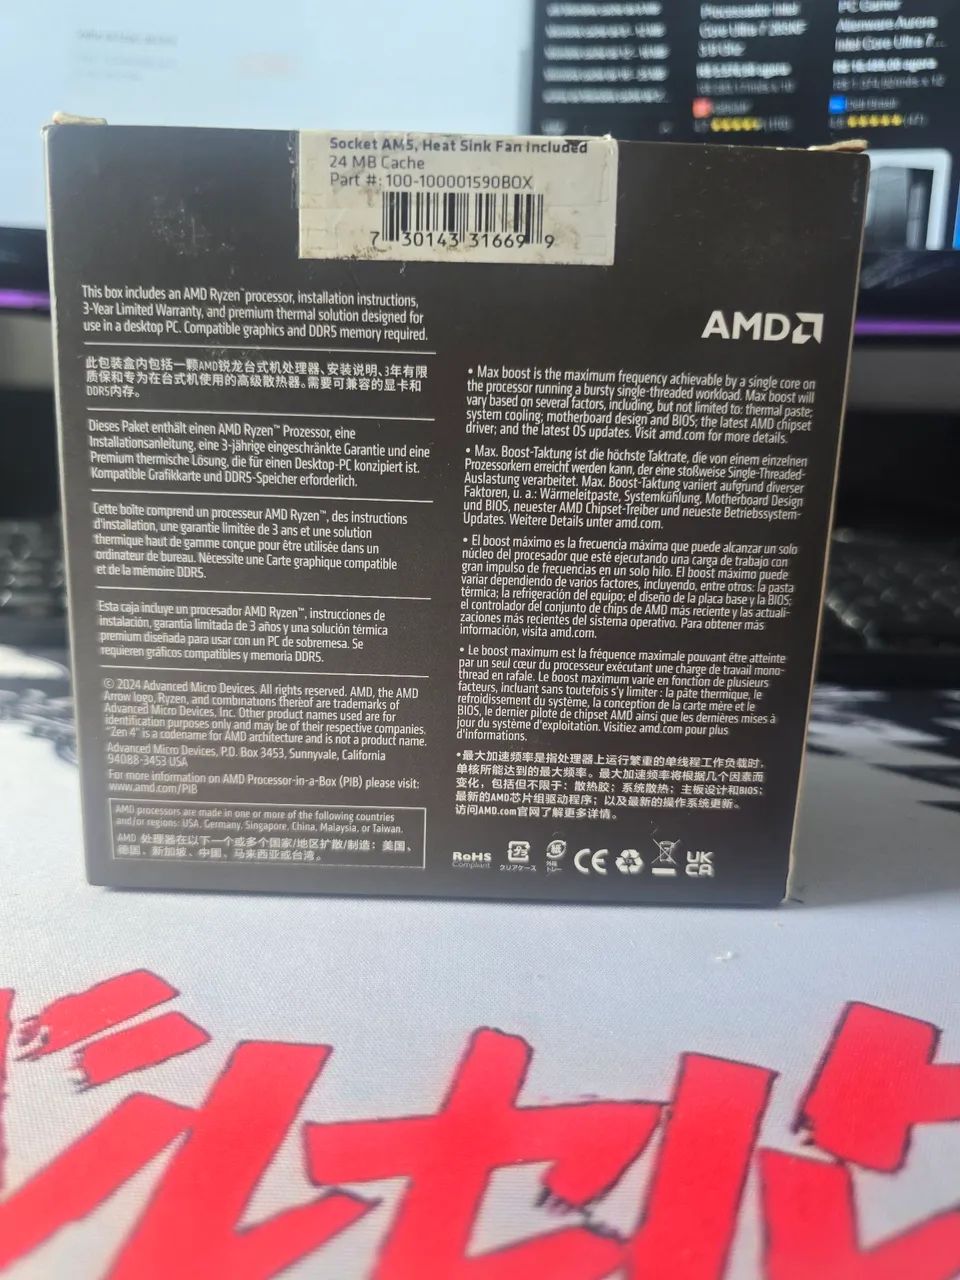 Socket AM5, Heat Sink Fan Included
24 MB Cache
Part #: 100-100001590BOX
7 30143 31669 9
This box includes an AMD Ryzen™ processor, installation instructions,
3-Year Limited Warranty, and premium thermal solution designed for
use in a desktop PC. Compatible graphics and DDR5 memory required.
此包装盒内包括一颗AMD锐龙台式机处理器、安装说明、3年有限
质保和专为在台式机使用的高级散热器。需要可兼容的显卡和
DDR5内存。
Dieses Paket enthält einen AMD Ryzen™ Prozessor, eine
Installationsanleitung, eine 3-jährige eingeschränkte Garantie und eine
Premium thermische Lösung, die für einen Desktop-PC konzipiert ist.
Kompatible Grafikkarte und DDR5-Speicher erforderlich.
Cette boîte comprend un processeur AMD Ryzen™, des instructions
d'installation, une garantie limitée de 3 ans et une solution
thermique haut de gamme conçue pour être utilisée dans un
ordinateur de bureau. Nécessite une Carte graphique compatible
et de la mémoire DDR5.
Esta caja incluye un procesador AMD Ryzen™, instrucciones de
instalación, garantía limitada de 3 años y una solución térmica
premium diseñada para usar con un PC de sobremesa. Se
requieren gráficos compatibles y memoria DDR5.
© 2024 Advanced Micro Devices. All rights reserved. AMD, the AMD
Arrow logo, Ryzen, and combinations thereof are trademarks of
Advanced Micro Devices, Inc. Other product names used are for
identification purposes only and may be of their respective companies.
"Zen 4" is a codename for AMD architecture and is not a product name.
Advanced Micro Devices, P.O. Box 3453, Sunnyvale, California
94088-3453 USA
For more information on AMD Processor-in-a-Box (PIB) please visit:
www.amd.com/PIB
AMD processors are made in one or more of the following countries
and/or regions: USA, Germany, Singapore, China, Malaysia, or Taiwan.
AMD 处理器在以下一个或多个国家/地区扩散/制造：美国、
德国、新加坡、中国、马来西亚或台湾。
AMD
• Max boost is the maximum frequency achievable by a single core on
the processor running a bursty single-threaded workload. Max boost will
vary based on several factors, including, but not limited to: thermal paste;
system cooling; motherboard design and BIOS; the latest AMD chipset
driver; and the latest OS updates. Visit amd.com for more details.
• Max. Boost-Taktung ist die höchste Taktrate, die von einem einzelnen
Prozessorkern erreicht werden kann, der eine stoßweise Single-Threaded-
Auslastung verarbeitet. Max. Boost-Taktung variiert aufgrund diverser
Faktoren, u. a.: Wärmeleitpaste, Systemkühlung, Motherboard Design
und BIOS, neuester AMD Chipset-Treiber und neueste Betriebssystem-
Updates. Weitere Details unter amd.com.
• El boost máximo es la frecuencia máxima que puede alcanzar un solo
núcleo del procesador que esté ejecutando una carga de trabajo con
gran impulso de frecuencias en un solo hilo. El boost máximo puede
variar dependiendo de varios factores, incluyendo, entre otros: la pasta
térmica; la refrigeración del equipo; el diseño de la placa base y la BIOS;
el controlador del conjunto de chips de AMD más reciente y las actuali-
zaciones más recientes del sistema operativo. Para obtener más
información, visita amd.com.
• Le boost maximum est la fréquence maximale pouvant être atteinte
par un seul cœur du processeur exécutant une charge de travail mono-
thread en rafale. Le boost maximum varie en fonction de plusieurs
facteurs, incluant sans toutefois s'y limiter : la pâte thermique, le
refroidissement du système, la conception de la carte mère et le
BIOS, le dernier pilote de chipset AMD ainsi que les dernières mises à
jour du système d'exploitation. Visitiez amd.com pour plus
d'informations.
• 最大加速频率是指处理器上运行繁重的单线程工作负载时，
单核所能达到的最大频率。最大加速频率将根据几个因素而
变化，包括但不限于：散热胶；系统散热；主板设计和BIOS；
最新的AMD芯片组驱动程序；以及最新的操作系统更新。
访问AMD.com官网了解更多详情。
RoHS
Compliant
プラ
クリアケース
紙
外箱
トレー
CE
UK
CA